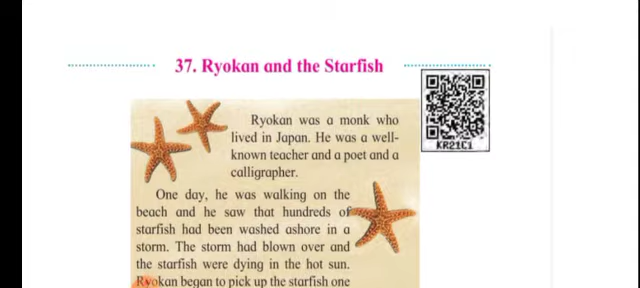 37. Ryokan and the Starfish
KR21C1
Ryokan was a monk who
lived in Japan. He was a well-
known teacher and a poet and a
calligrapher.
One day, he was walking on the
beach and he saw that hundreds of
starfish had been washed ashore in a
storm. The storm had blown over and
the starfish were dying in the hot sun.
Ryokan began to pick up the starfish one